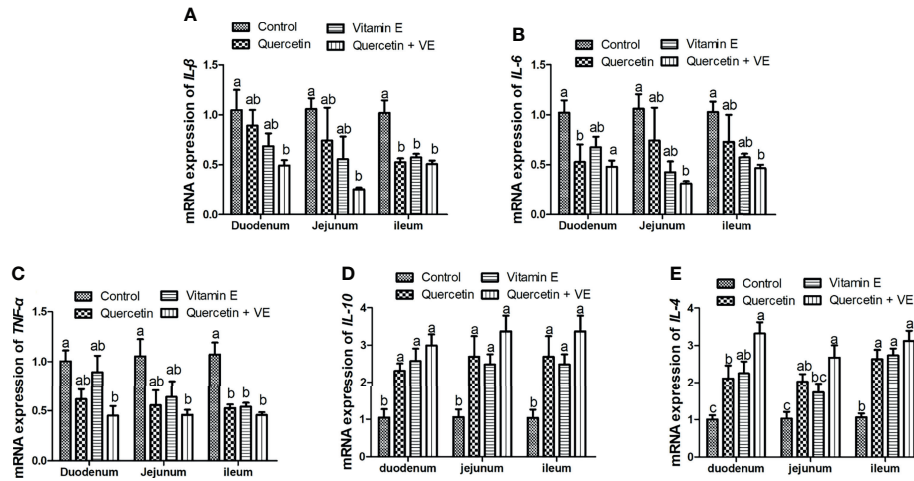 A
Control
Vitamin E
Quercetin
Quercetin + VE
mRNA expression of IL-β
1.5
1.0
0.5
0.0
a ab ab b
a ab ab b
a b b b
Duodenum Jejunum ileum
B
Control
Vitamin E
Quercetin
Quercetin + VE
mRNA expression of IL-6
1.5
1.0
0.5
0.0
a b ab a
a ab ab b
a ab ab b
Duodenum Jejunum ileum
C
Control
Vitamin E
Quercetin
Quercetin + VE
mRNA expression of TNF-α
1.5
1.0
0.5
0.0
a ab ab b
a ab ab b
a b b b
Duodenum Jejunum ileum
D
Control
Vitamin E
Quercetin
Quercetin + VE
mRNA expression of IL-10
4
3
2
1
0
b a a a
b a a a
b a a a
duodenum jejunum ileum
E
Control
Vitamin E
Quercetin
Quercetin + VE
mRNA expression of IL-4
4
3
2
1
0
c b ab a
c ab bc a
b a a a
duodenum jejunum ileum